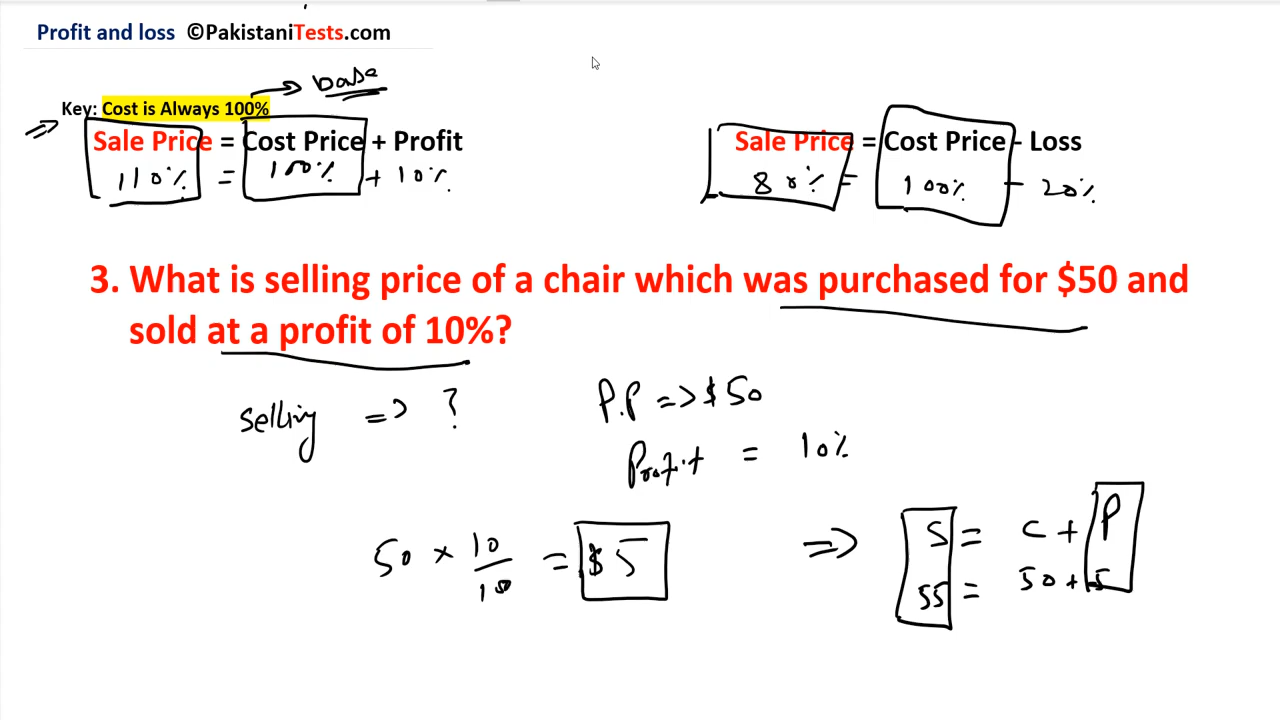 Profit and loss ©PakistaniTests.com
base
Key: Cost is Always 100%
Sale Price = Cost Price + Profit
110% = 100% + 10%
Sale Price = Cost Price - Loss
80% = 100% - 20%
3. What is selling price of a chair which was purchased for $50 and
sold at a profit of 10%?
selling => ?
P.P => $50
Profit = 10%
50 × 10/100 = $5
=> S = C + P
55 = 50 + 5